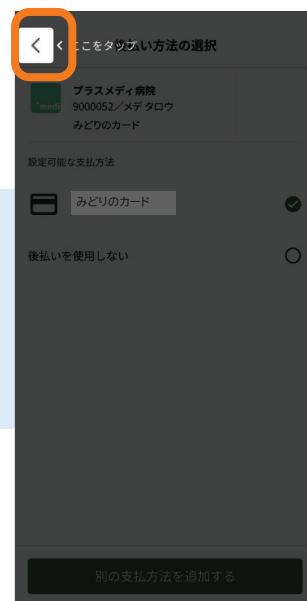 く ここをタップ 後払い方法の選択
プラスメディ病院
9000052／メデ タロウ
みどりのカード
+medi
設定可能な支払方法
みどりのカード
後払いを使用しない
別の支払方法を追加する